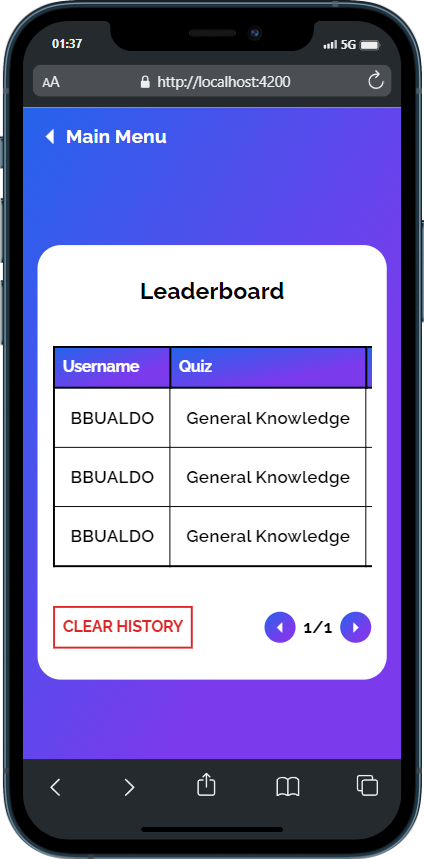 01:37
5G
AA
http://localhost:4200
Main Menu
Leaderboard
Username Quiz
BBUALDO General Knowledge
BBUALDO General Knowledge
BBUALDO General Knowledge
CLEAR HISTORY
1/1